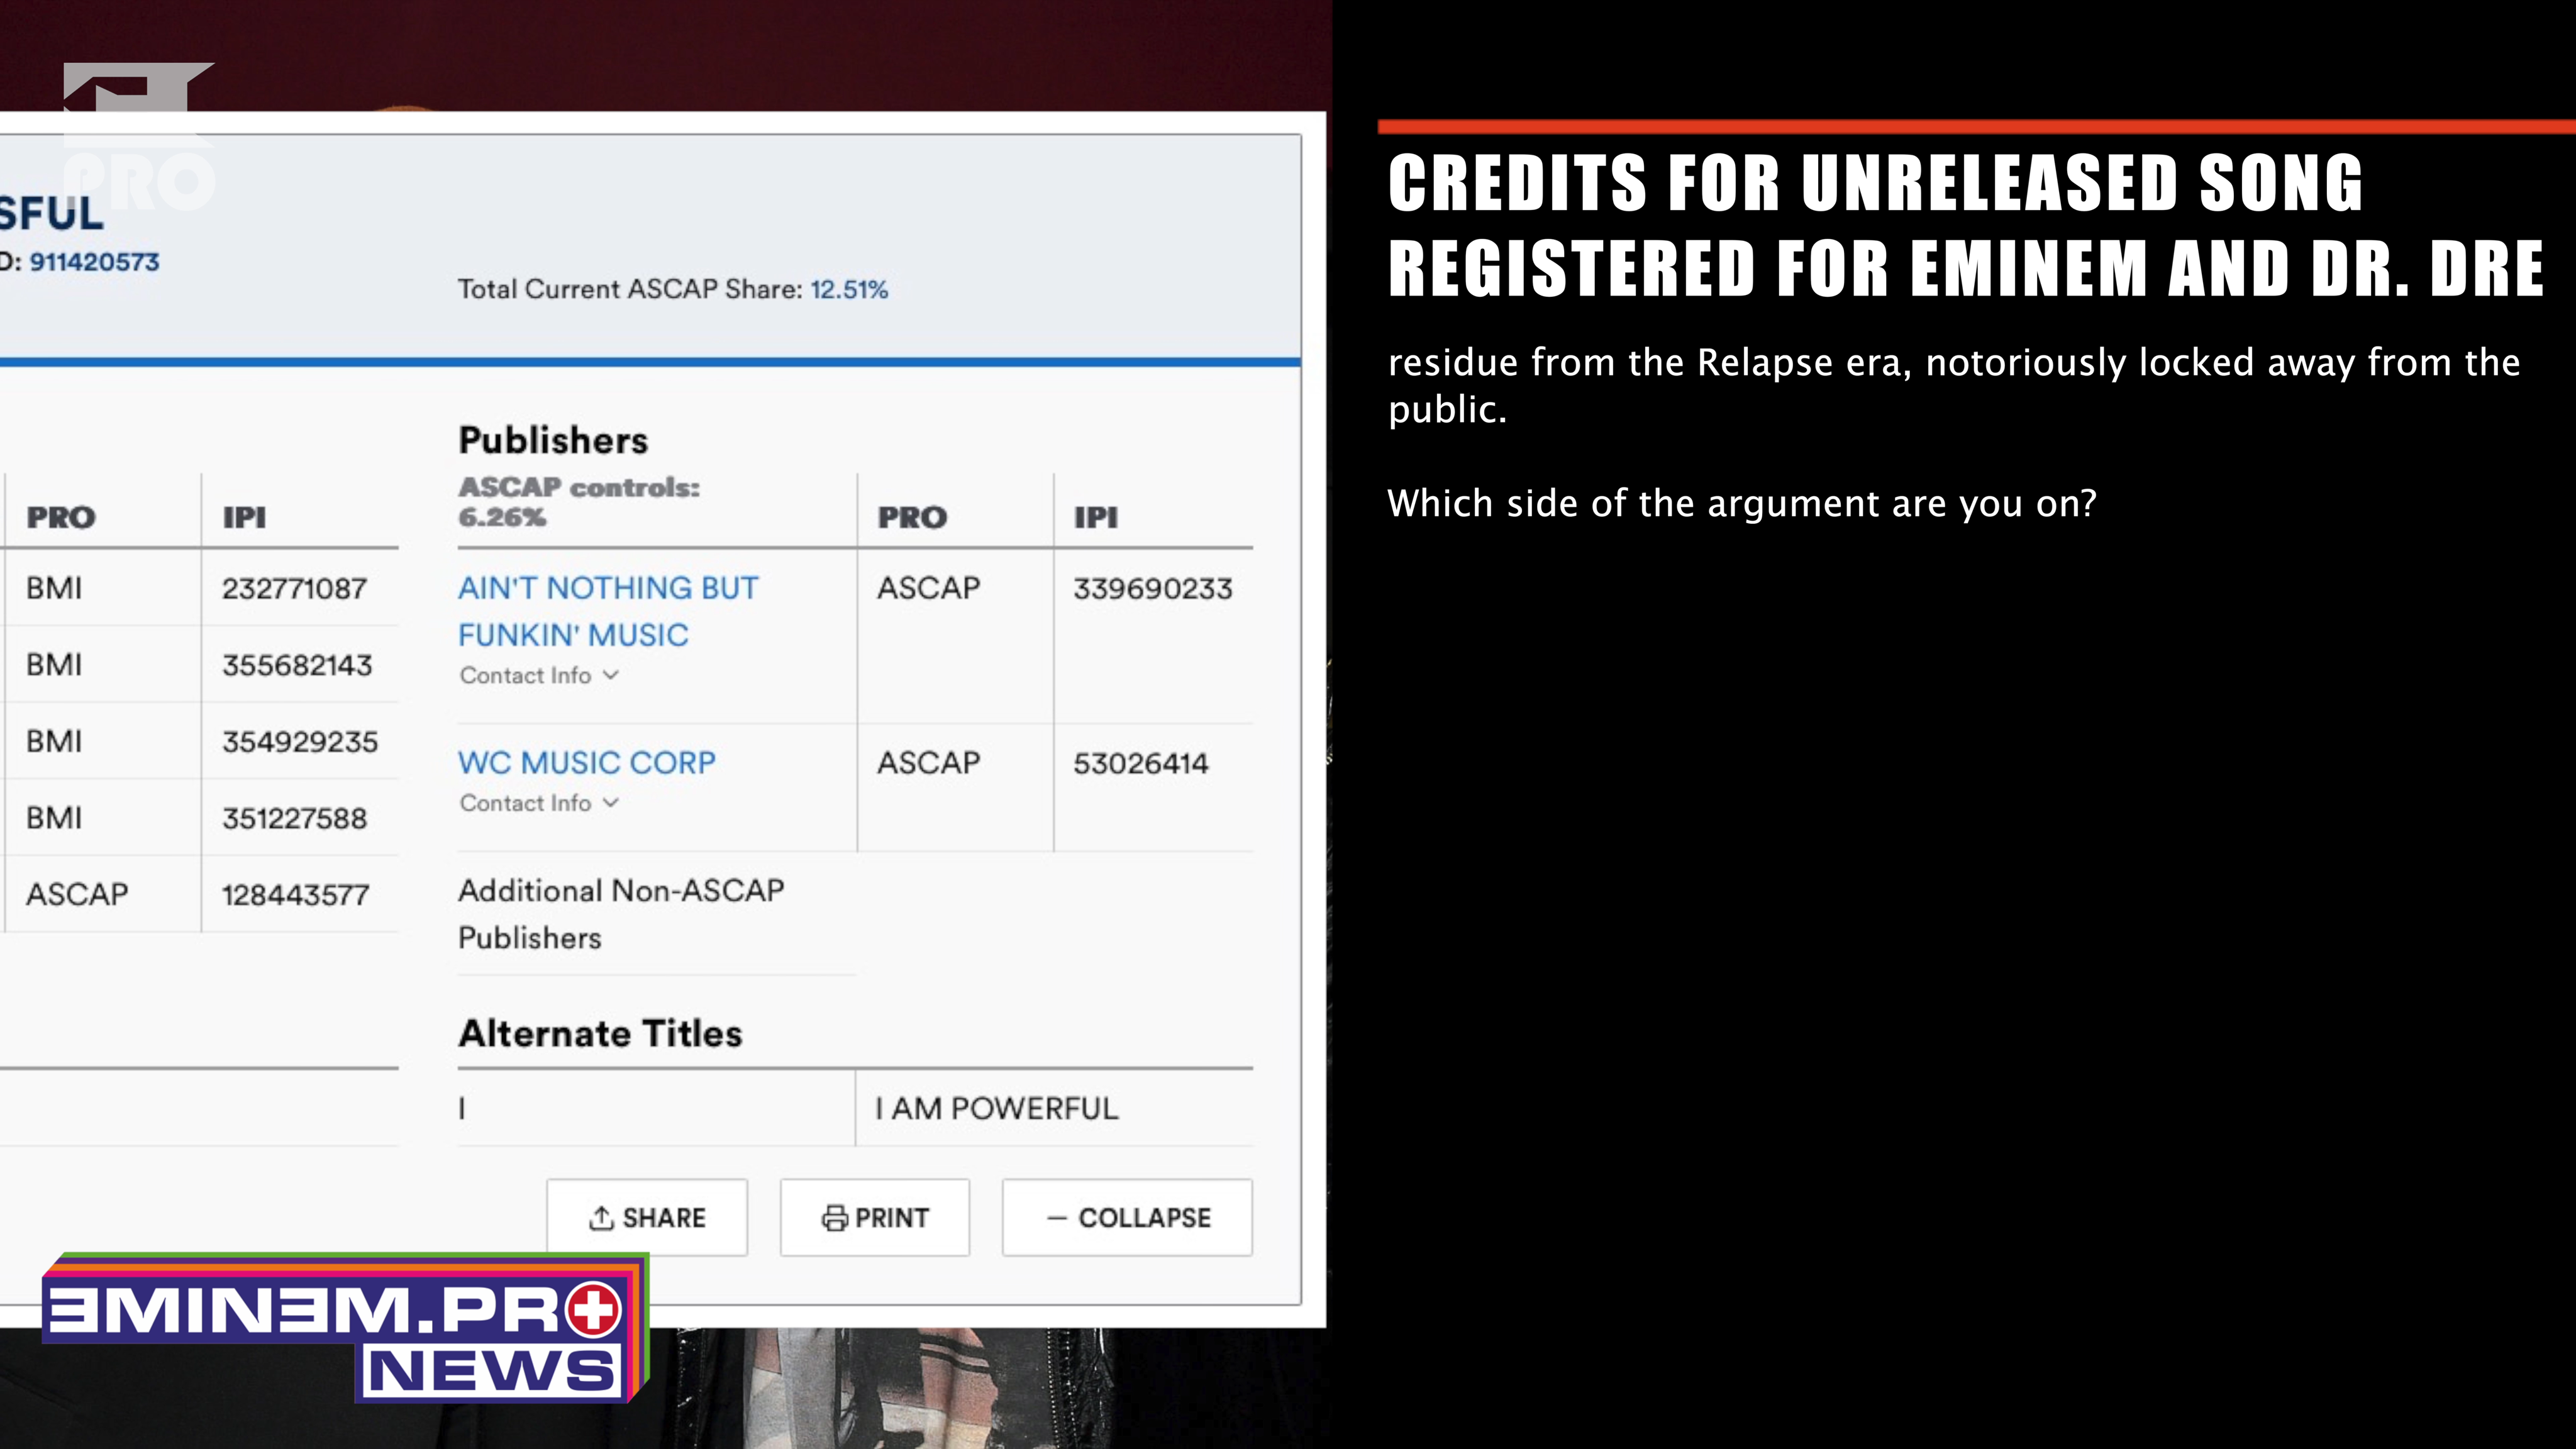 PRO
SFUL
D: 911420573
Total Current ASCAP Share: 12.51%
Publishers
ASCAP controls:
6.26%
PRO IPI
PRO IPI
BMI 232771087
BMI 355682143
BMI 354929235
BMI 351227588
ASCAP 128443577
AIN'T NOTHING BUT
FUNKIN' MUSIC
Contact Info
ASCAP 339690233
WC MUSIC CORP
Contact Info
ASCAP 53026414
Additional Non-ASCAP
Publishers
Alternate Titles
I I AM POWERFUL
SHARE PRINT COLLAPSE
EMINEM.PRO
NEWS
CREDITS FOR UNRELEASED SONG
REGISTERED FOR EMINEM AND DR. DRE
residue from the Relapse era, notoriously locked away from the
public.
Which side of the argument are you on?